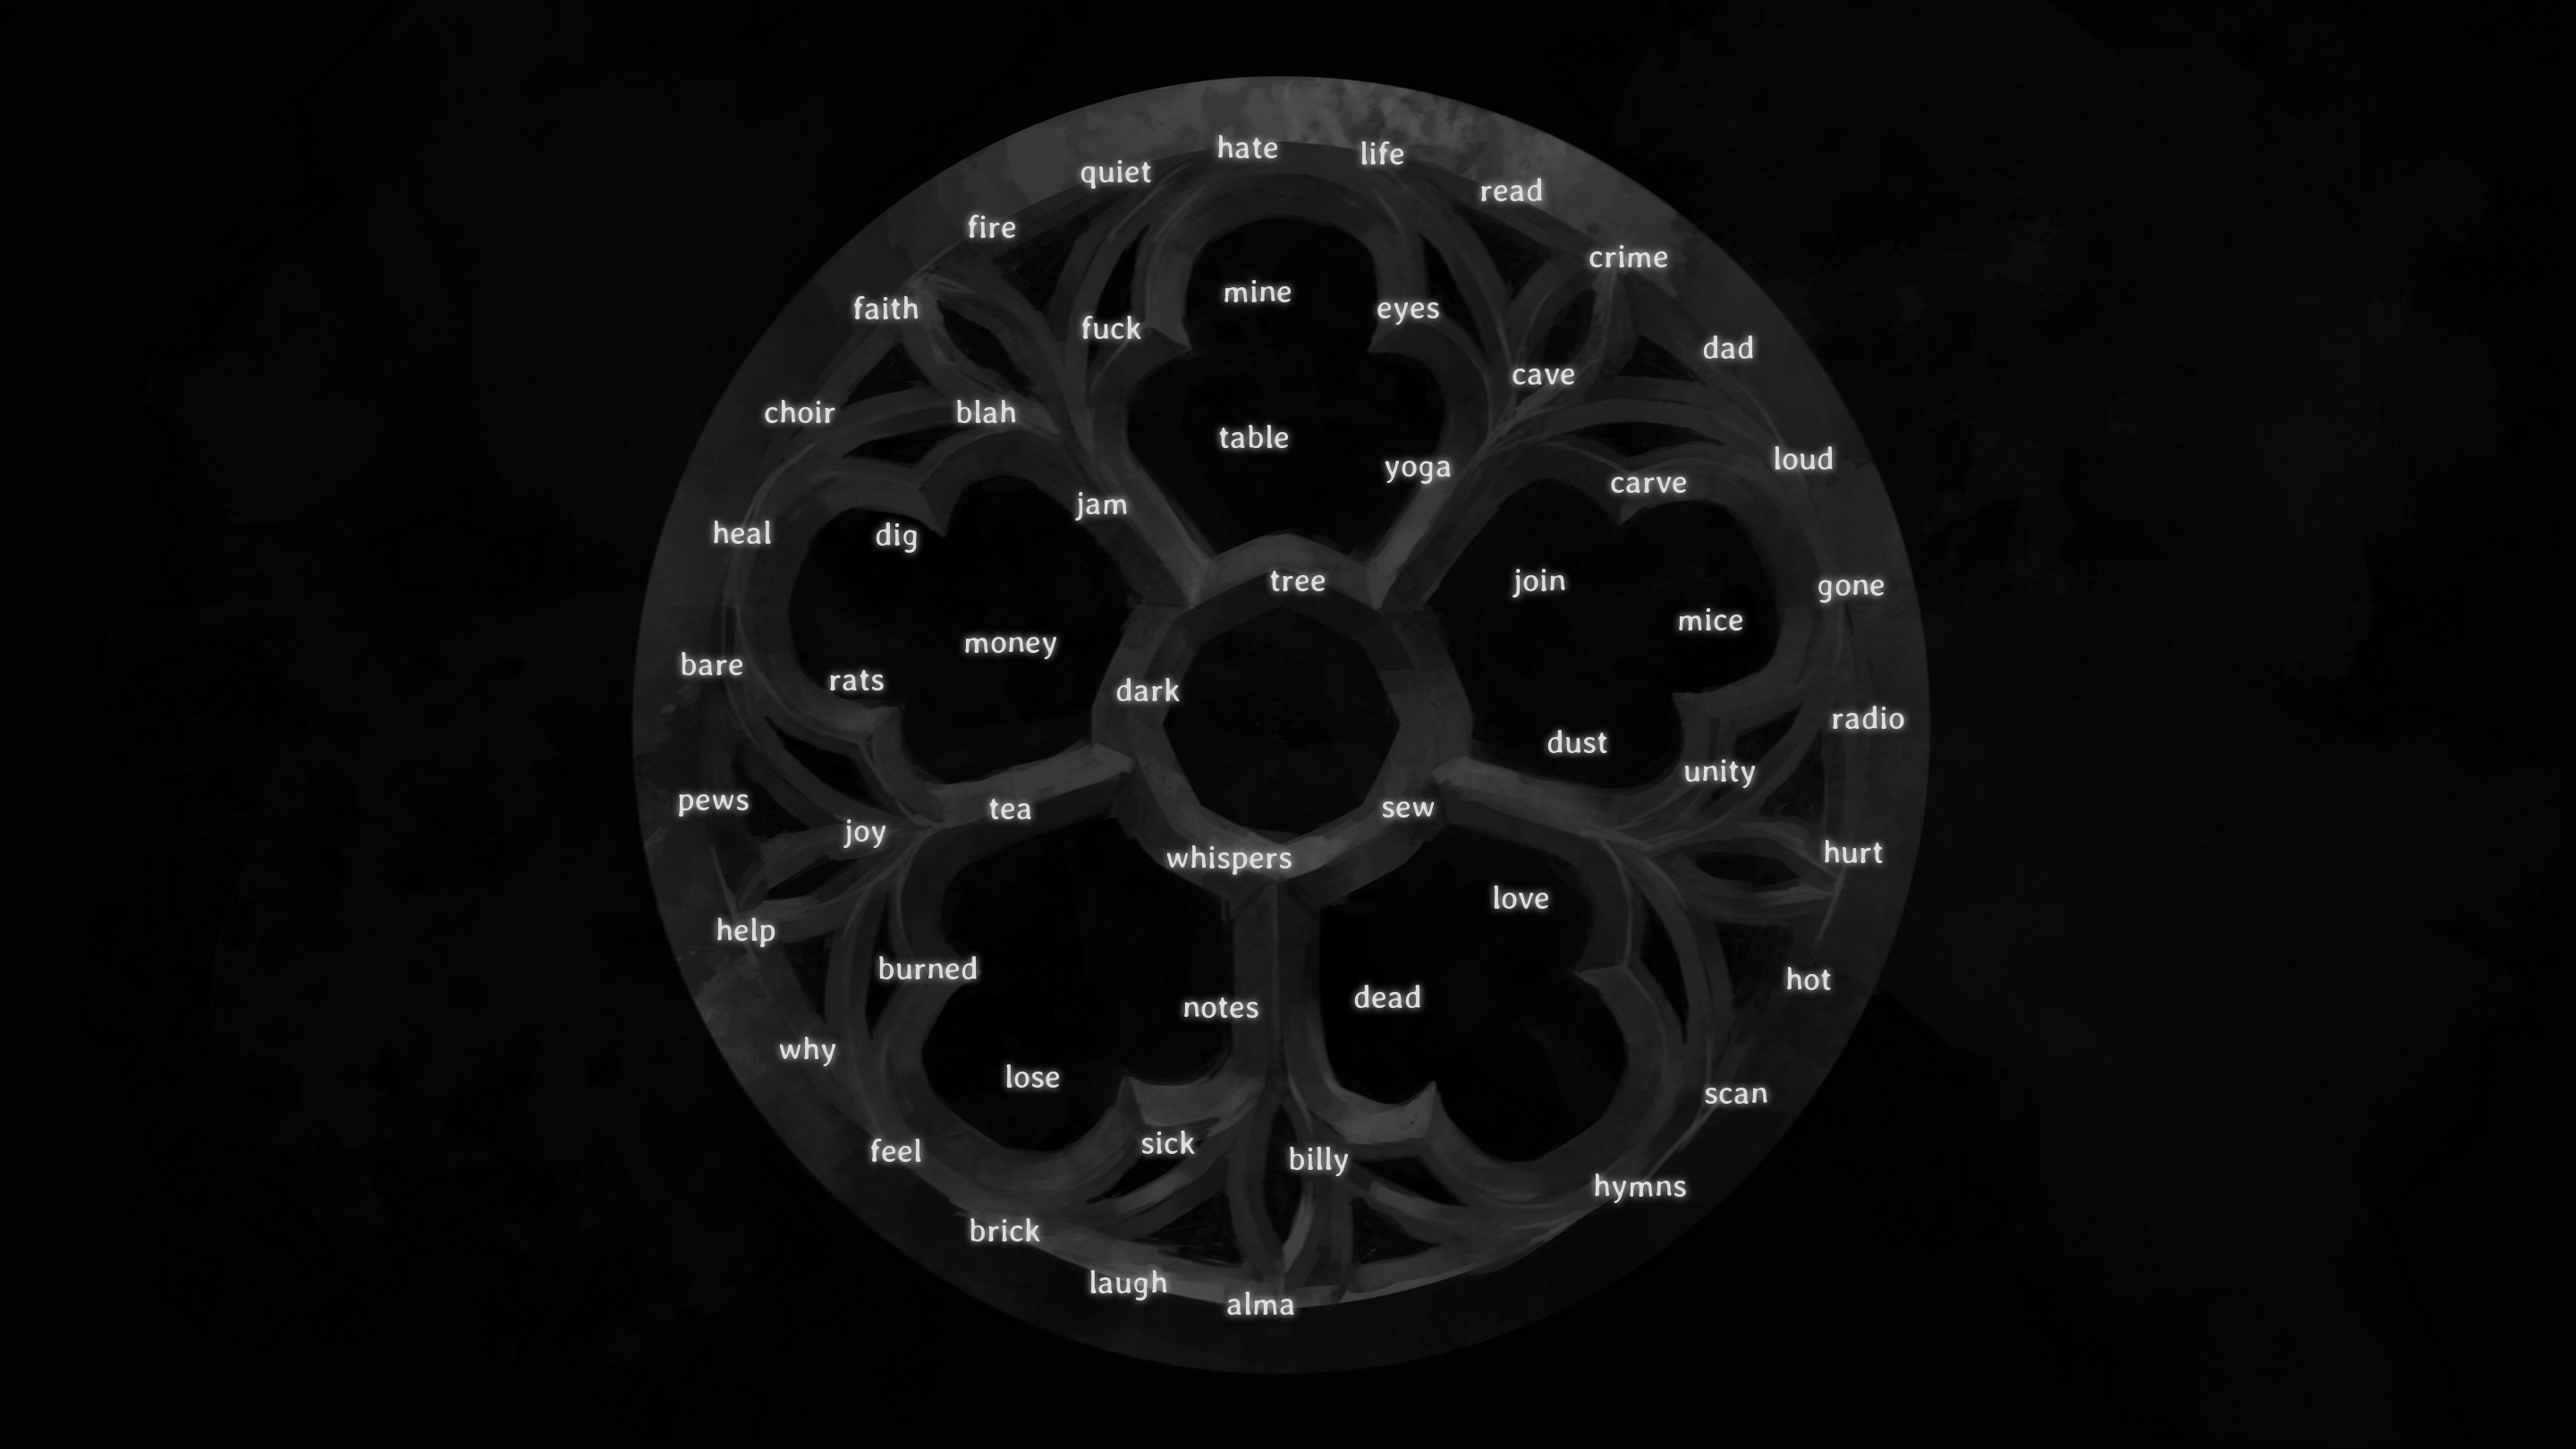 hate
life
quiet
read
fire
crime
mine
faith
eyes
fuck
dad
cave
choir
blah
table
loud
yoga
carve
jam
heal
dig
tree
join
gone
mice
money
bare
rats
dark
radio
dust
unity
pews
tea
sew
joy
hurt
whispers
love
help
burned
hot
dead
notes
why
lose
scan
sick
feel
billy
hymns
brick
laugh
alma